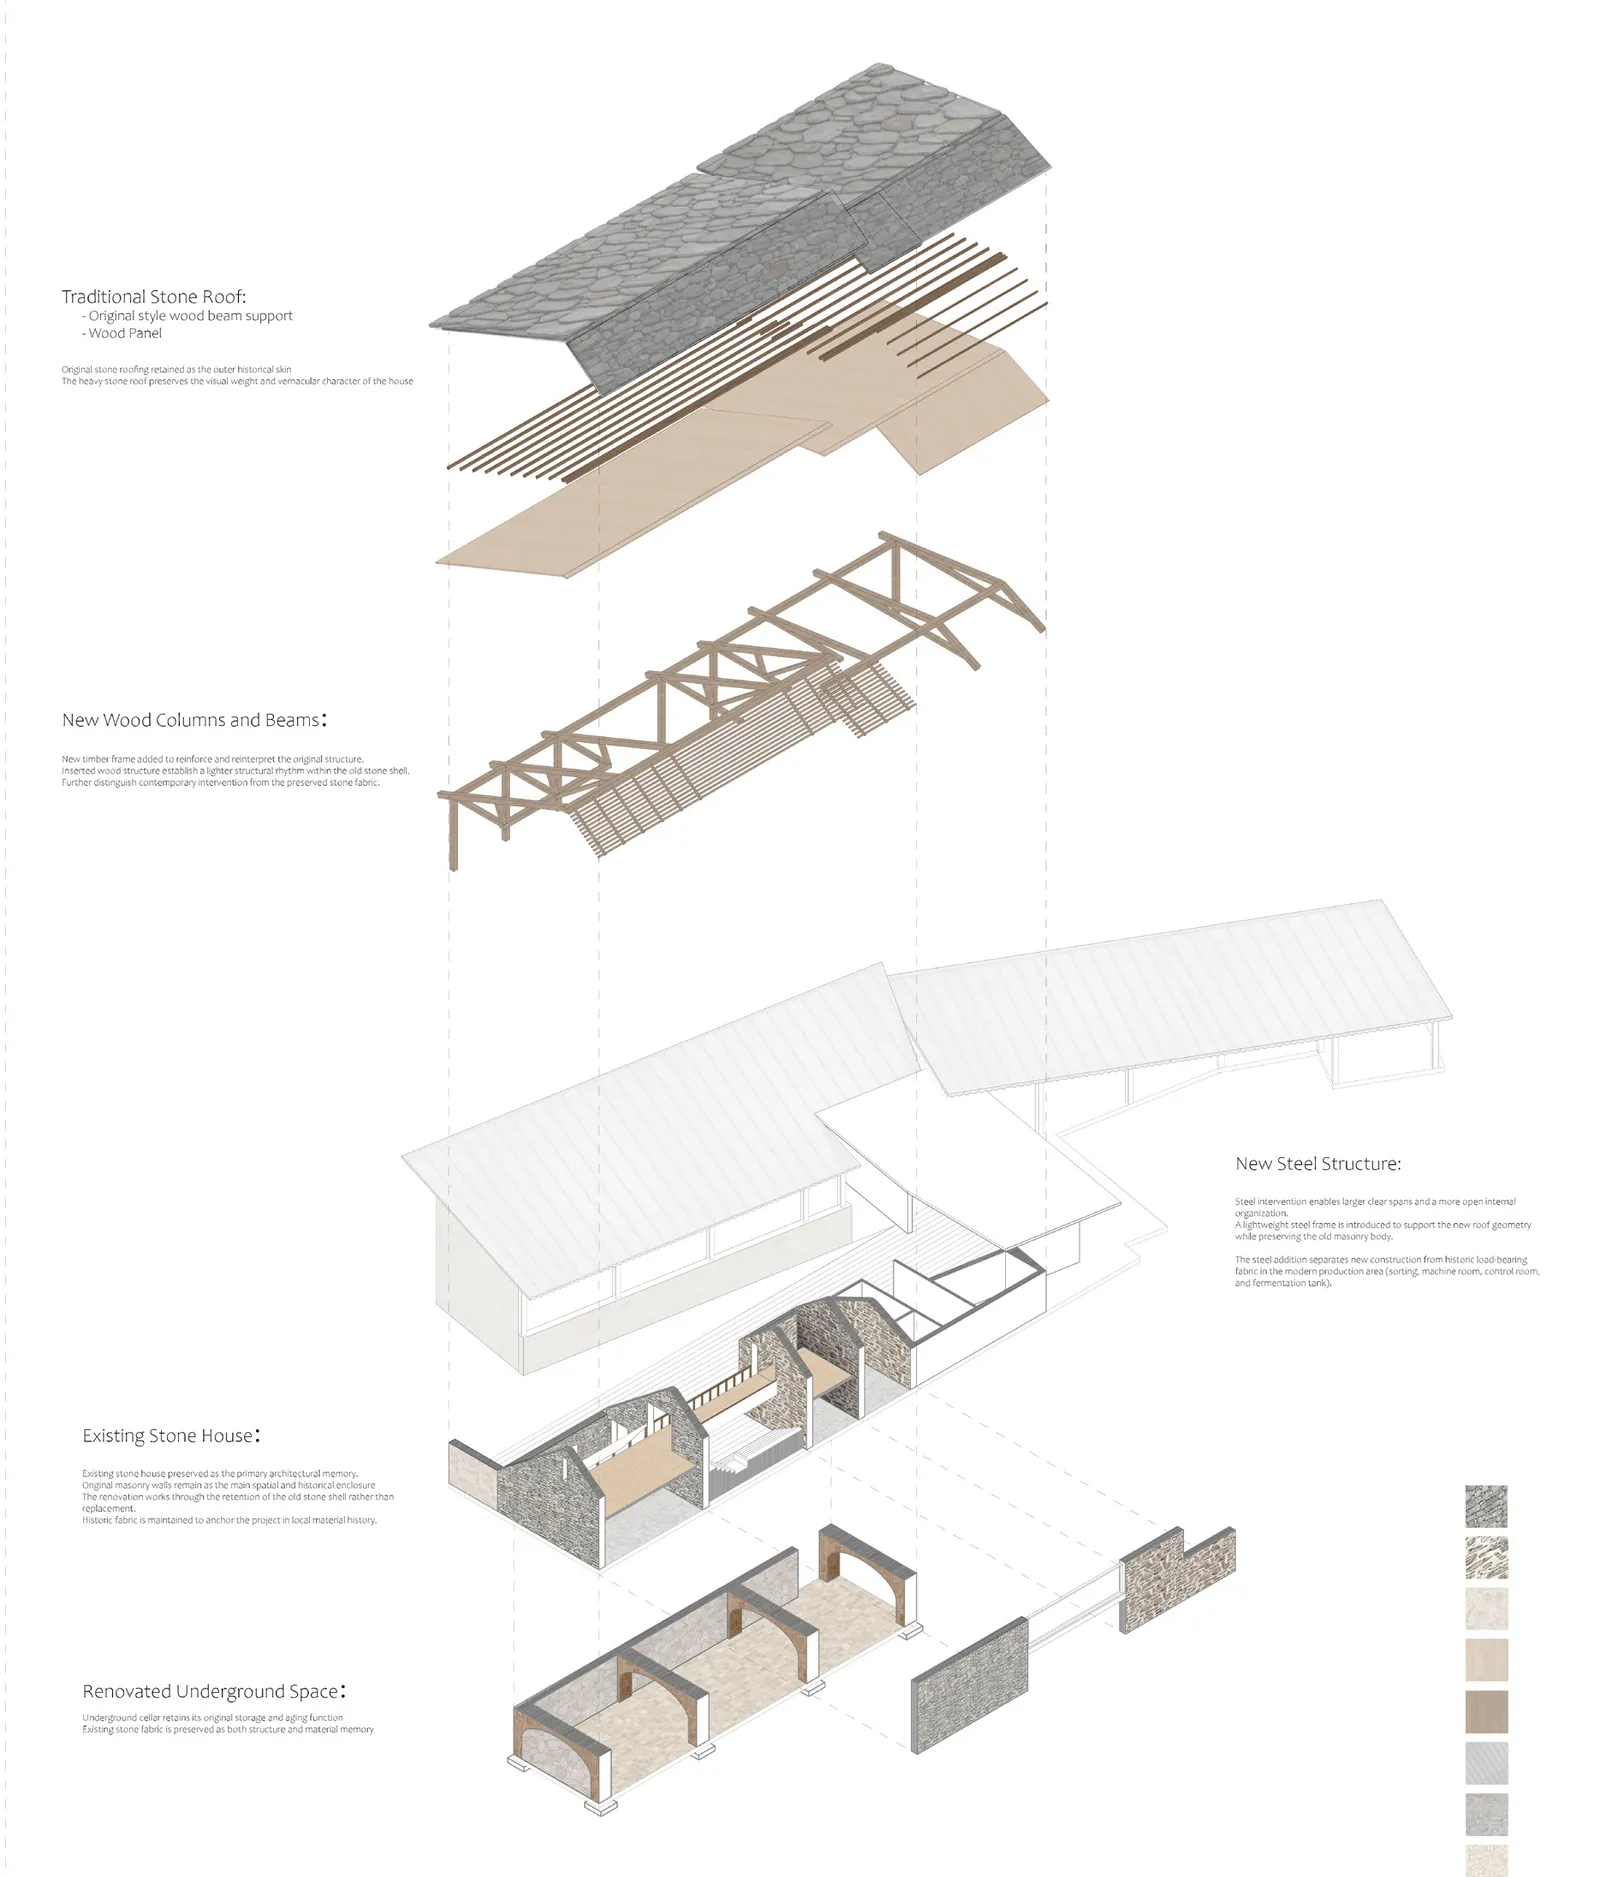 Traditional Stone Roof:
- Original style wood beam support
- Wood Panel
Original stone roofing retained as the outer historical skin
The heavy stone roof preserves the visual weight and vernacular character of the house
New Wood Columns and Beams:
New timber frame added to reinforce and reinterpret the original structure.
Inserted wood structure establish a lighter structural rhythm within the old stone shell.
Further distinguish contemporary intervention from the preserved stone fabric.
New Steel Structure:
Steel intervention enables larger clear spans and a more open internal
organization.
A lightweight steel frame is introduced to support the new roof geometry
while preserving the old masonry body.
The steel addition separates new construction from historic load-bearing
fabric in the modern production area (sorting, machine room, control room,
and fermentation tank).
Existing Stone House:
Existing stone house preserved as the primary architectural memory.
Original masonry walls remain as the main spatial and historical enclosure
The renovation works through the retention of the old stone shell rather than
replacement.
Historic fabric is maintained to anchor the project in local material history.
Renovated Underground Space:
Underground cellar retains its original storage and aging function
Existing stone fabric is preserved as both structure and material memory